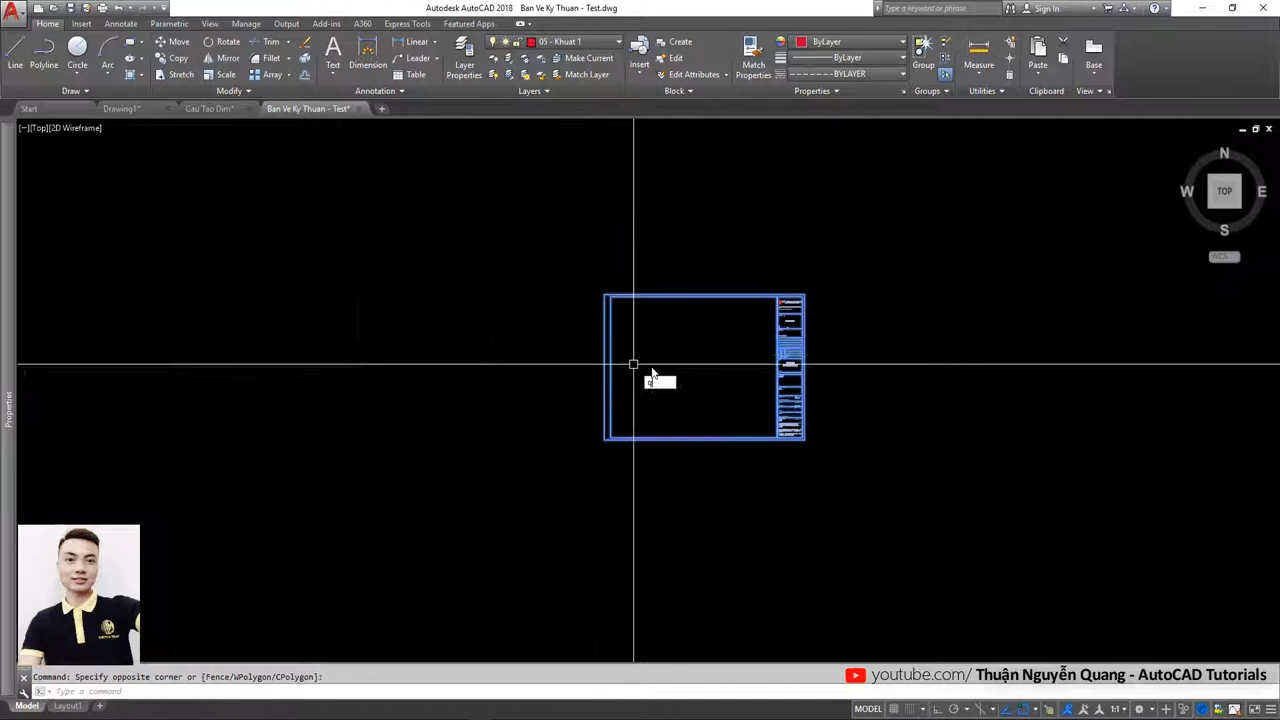 Autodesk AutoCAD 2018 Ban Ve Ky Thuan - Test.dwg
Type a keyword or phrase
Sign In
Home Insert Annotate Parametric View Manage Output Add-ins A360 Express Tools Featured Apps
Line Polyline Circle Arc
Move Rotate Trim
Copy Mirror Fillet
Stretch Scale Array
Text Dimension
Linear
Leader
Table
Layer Properties
05 - Khuat 1
Make Current
Match Layer
Insert
Create
Edit
Edit Attributes
Match Properties
ByLayer
ByLayer
BYLAYER
Group
Measure
Paste
Base
Draw Modify Annotation Layers Block Properties Groups Utilities Clipboard View
Start Drawing1* Cau Tao Dim* Ban Ve Ky Thuan - Test*
[−][Top][2D Wireframe]
N
W TOP E
S
WCS
Properties
Command: Specify opposite corner or [Fence/WPolygon/CPolygon]:
Type a command
youtube.com/ Thuận Nguyễn Quang - AutoCAD Tutorials
Model Layout1
MODEL 1:1